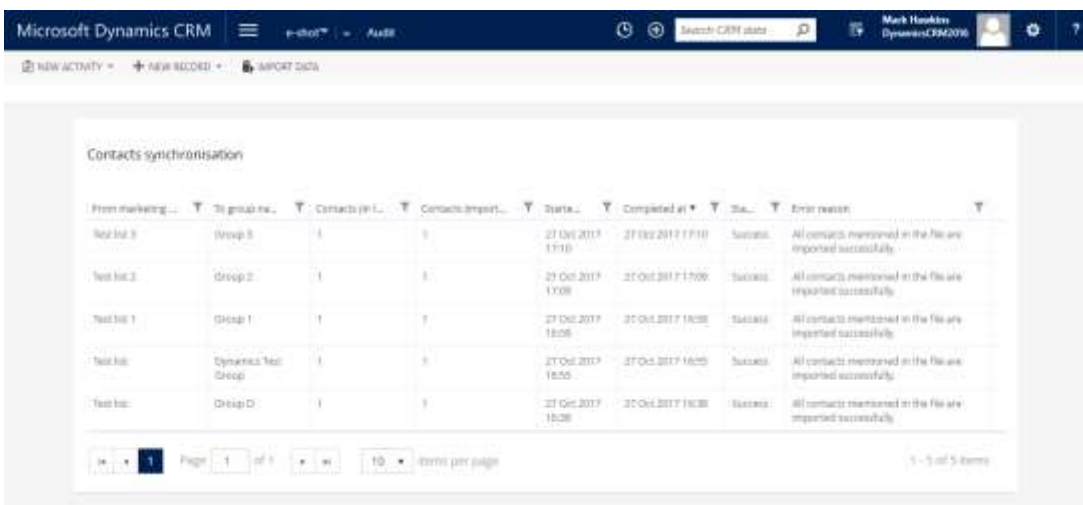 Microsoft Dynamics CRM e-shot™ Audit Search CRM data Mark Hawkins
DynamicsCRM2016 ?
NEW ACTIVITY NEW RECORD IMPORT DATA
Contacts synchronisation
From marketing ... To group na... Contacts (in l... Contacts import... Starte... Completed at Sta... Error reason
Test list 3 Group 3 1 1 27 Oct 2017 27 Oct 2017 17:10 Success All contacts mentioned in the file are
17:10 imported successfully.
Test list 2 Group 2 1 1 27 Oct 2017 27 Oct 2017 17:09 Success All contacts mentioned in the file are
17:09 imported successfully.
Test list 1 Group 1 1 1 27 Oct 2017 27 Oct 2017 Success All contacts mentioned in the file are
imported successfully.
Test list Dynamics Test 1 1 27 Oct 2017 27 Oct 2017 16:55 Success All contacts mentioned in the file are
Group 16:55 imported successfully.
Test list Group D 1 1 27 Oct 2017 27 Oct 2017 16:38 Success All contacts mentioned in the file are
16:38 imported successfully.
1 Page 1 of 1 10 items per page 1 - 5 of 5 items